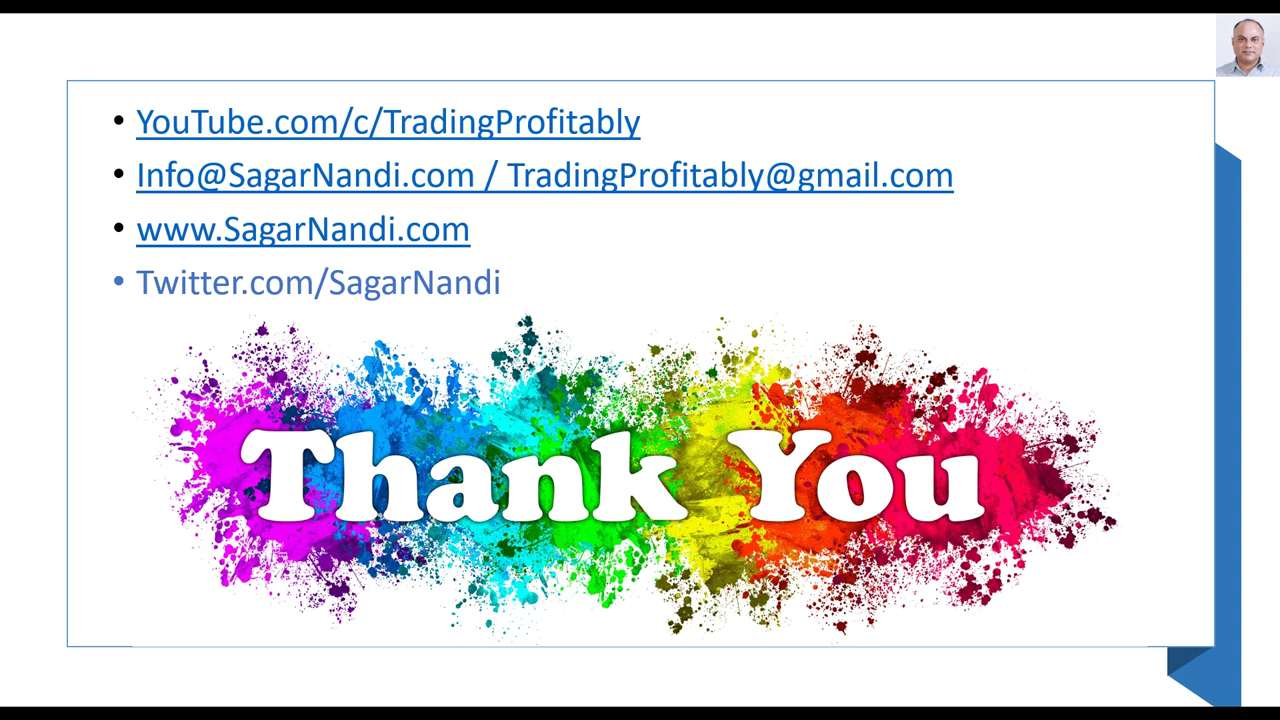 • YouTube.com/c/TradingProfitably
• Info@SagarNandi.com / TradingProfitably@gmail.com
• www.SagarNandi.com
• Twitter.com/SagarNandi
Thank You